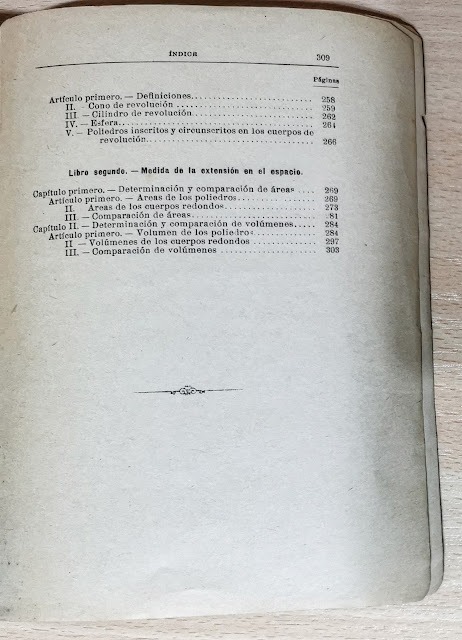 ÍNDICE 309
Páginas
Artículo primero. — Definiciones........................ 258
II. — Cono de revolución........................ 259
III. — Cilindro de revolución........................ 262
IV. — Esfera........................ 264
V. — Poliedros inscritos y circunscritos en los cuerpos de
revolución........................ 266
Libro segundo. — Medida de la extensión en el espacio.
Capítulo primero. — Determinación y comparación de áreas .... 269
Artículo primero. — Areas de los poliedros................ 269
II Areas de los cuerpos redondos................ 273
III. — Comparación de áreas................ 81
Capítulo II. — Determinación y comparación de volúmenes..... 284
Artículo primero. — Volumen de los poliedros............. 284
II — Volúmenes de los cuerpos redondos............. 297
III. — Comparación de volúmenes.................. 303